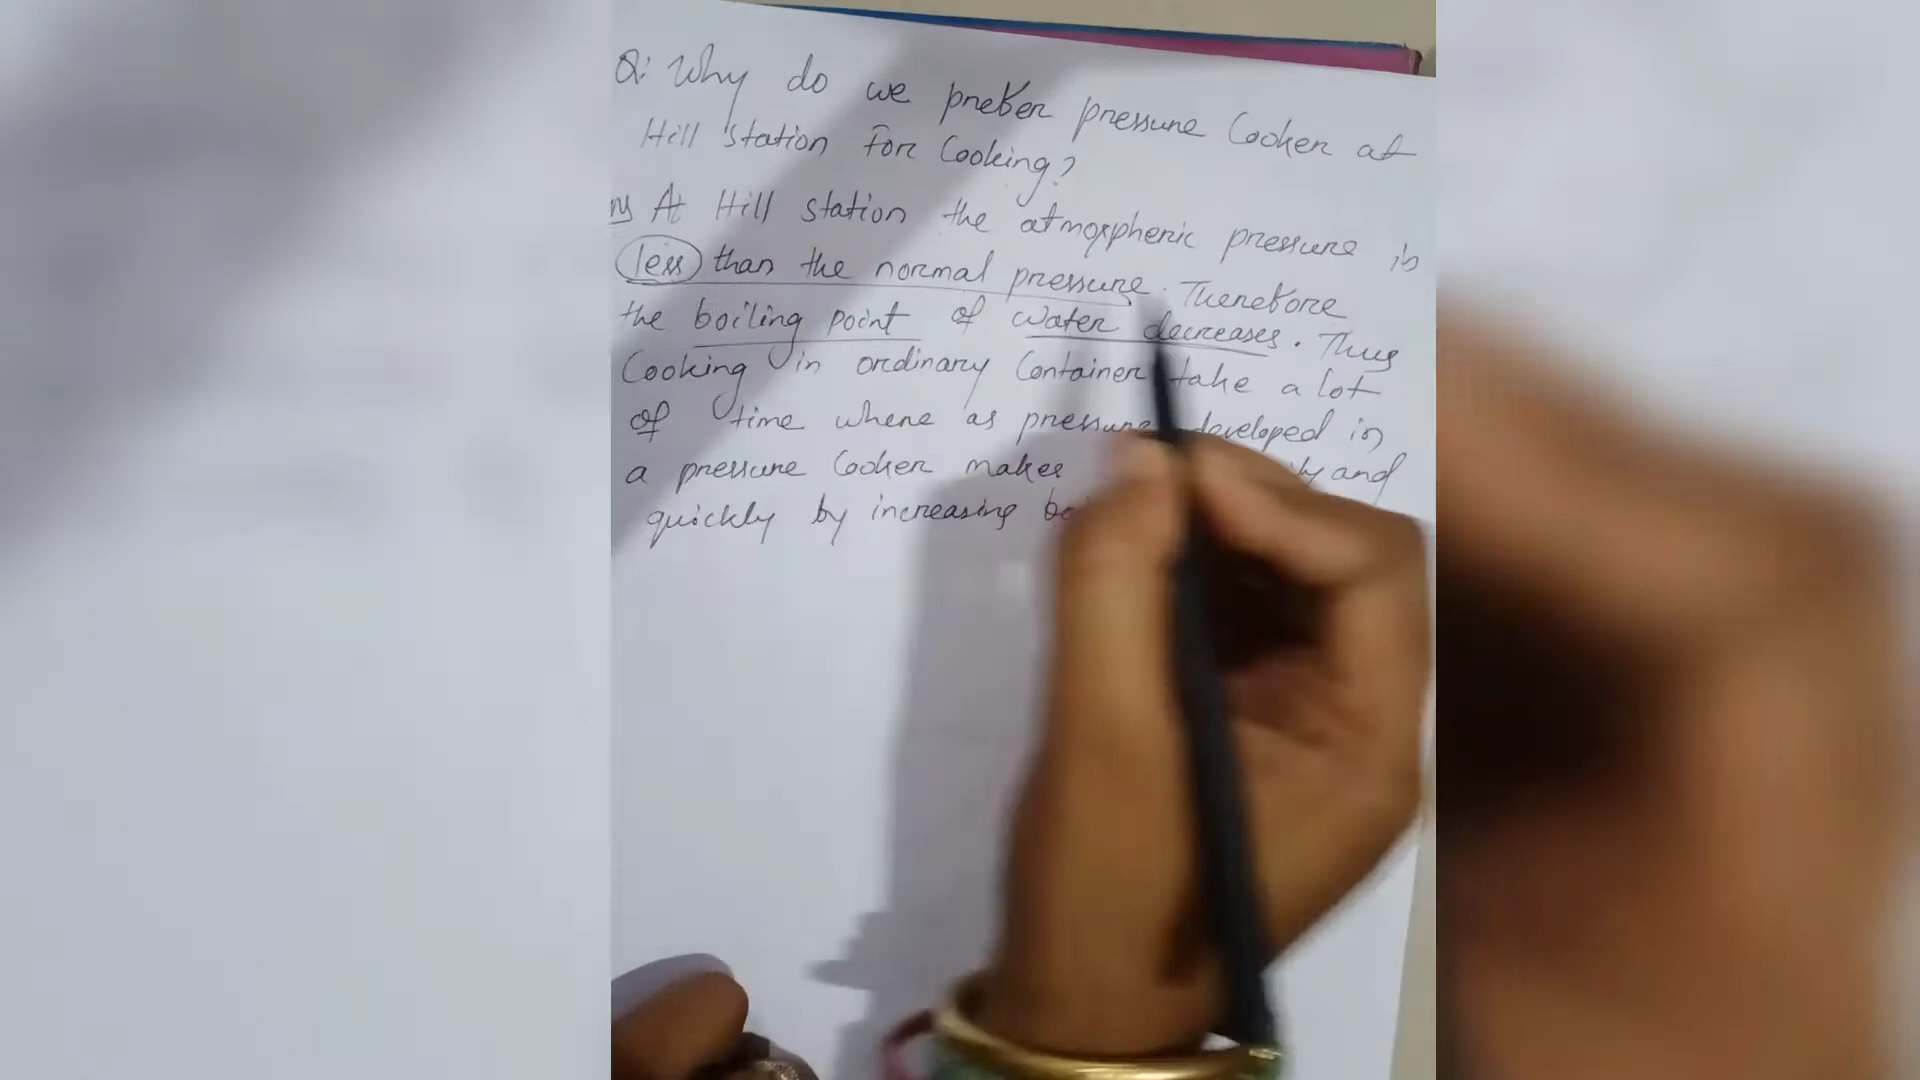 Q: Why do we prefer pressure Cooker at
Hill station For Cooking?
At Hill station the atmospheric pressure is
less than the normal pressure. Therefore
the boiling point of water decreases. Thus
Cooking in ordinary Container take a lot
of time where as pressure developed in
a pressure Cooker makes and
quickly by increasing